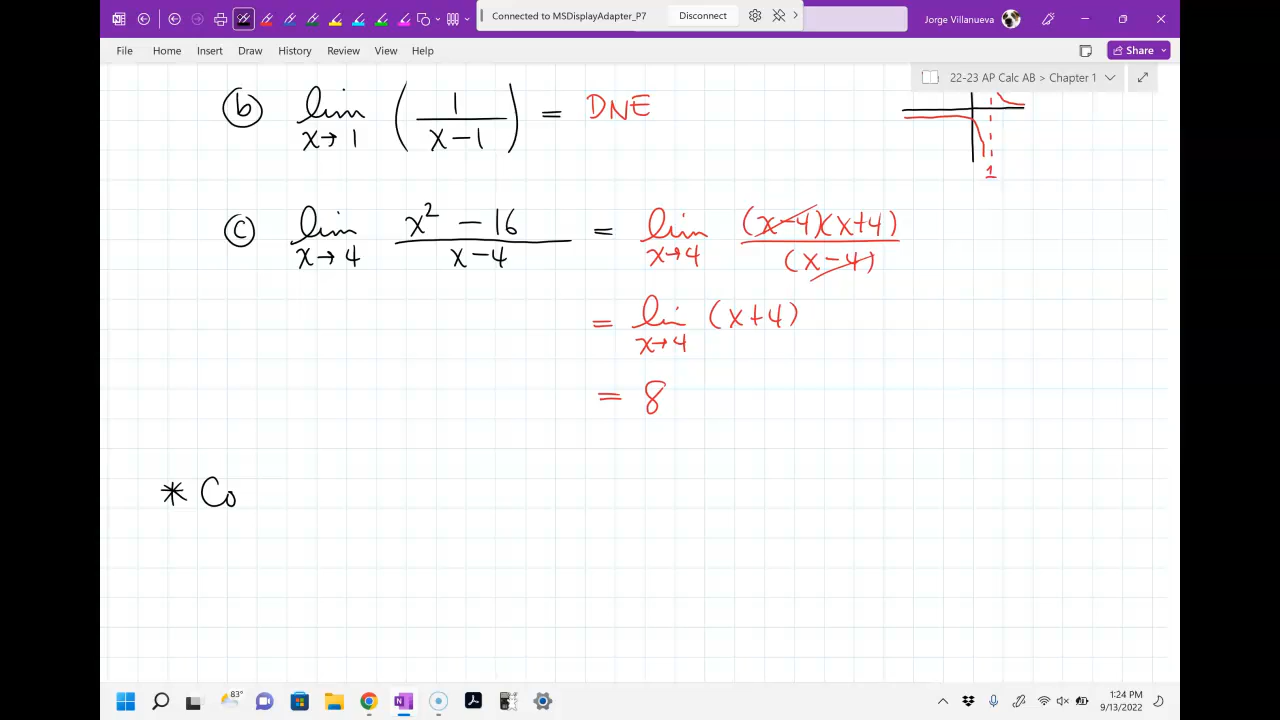 Connected to MSDisplayAdapter_P7 Disconnect
Jorge Villanueva
File Home Insert Draw History Review View Help
Share
22-23 AP Calc AB > Chapter 1
ⓑ lim x→1 (1/(x-1)) = DNE
1
ⓒ lim x→4 (x² - 16)/(x-4) = lim x→4 (x-4)(x+4)/(x-4)
= lim x→4 (x+4)
= 8
* Co
83°
1:24 PM
9/13/2022